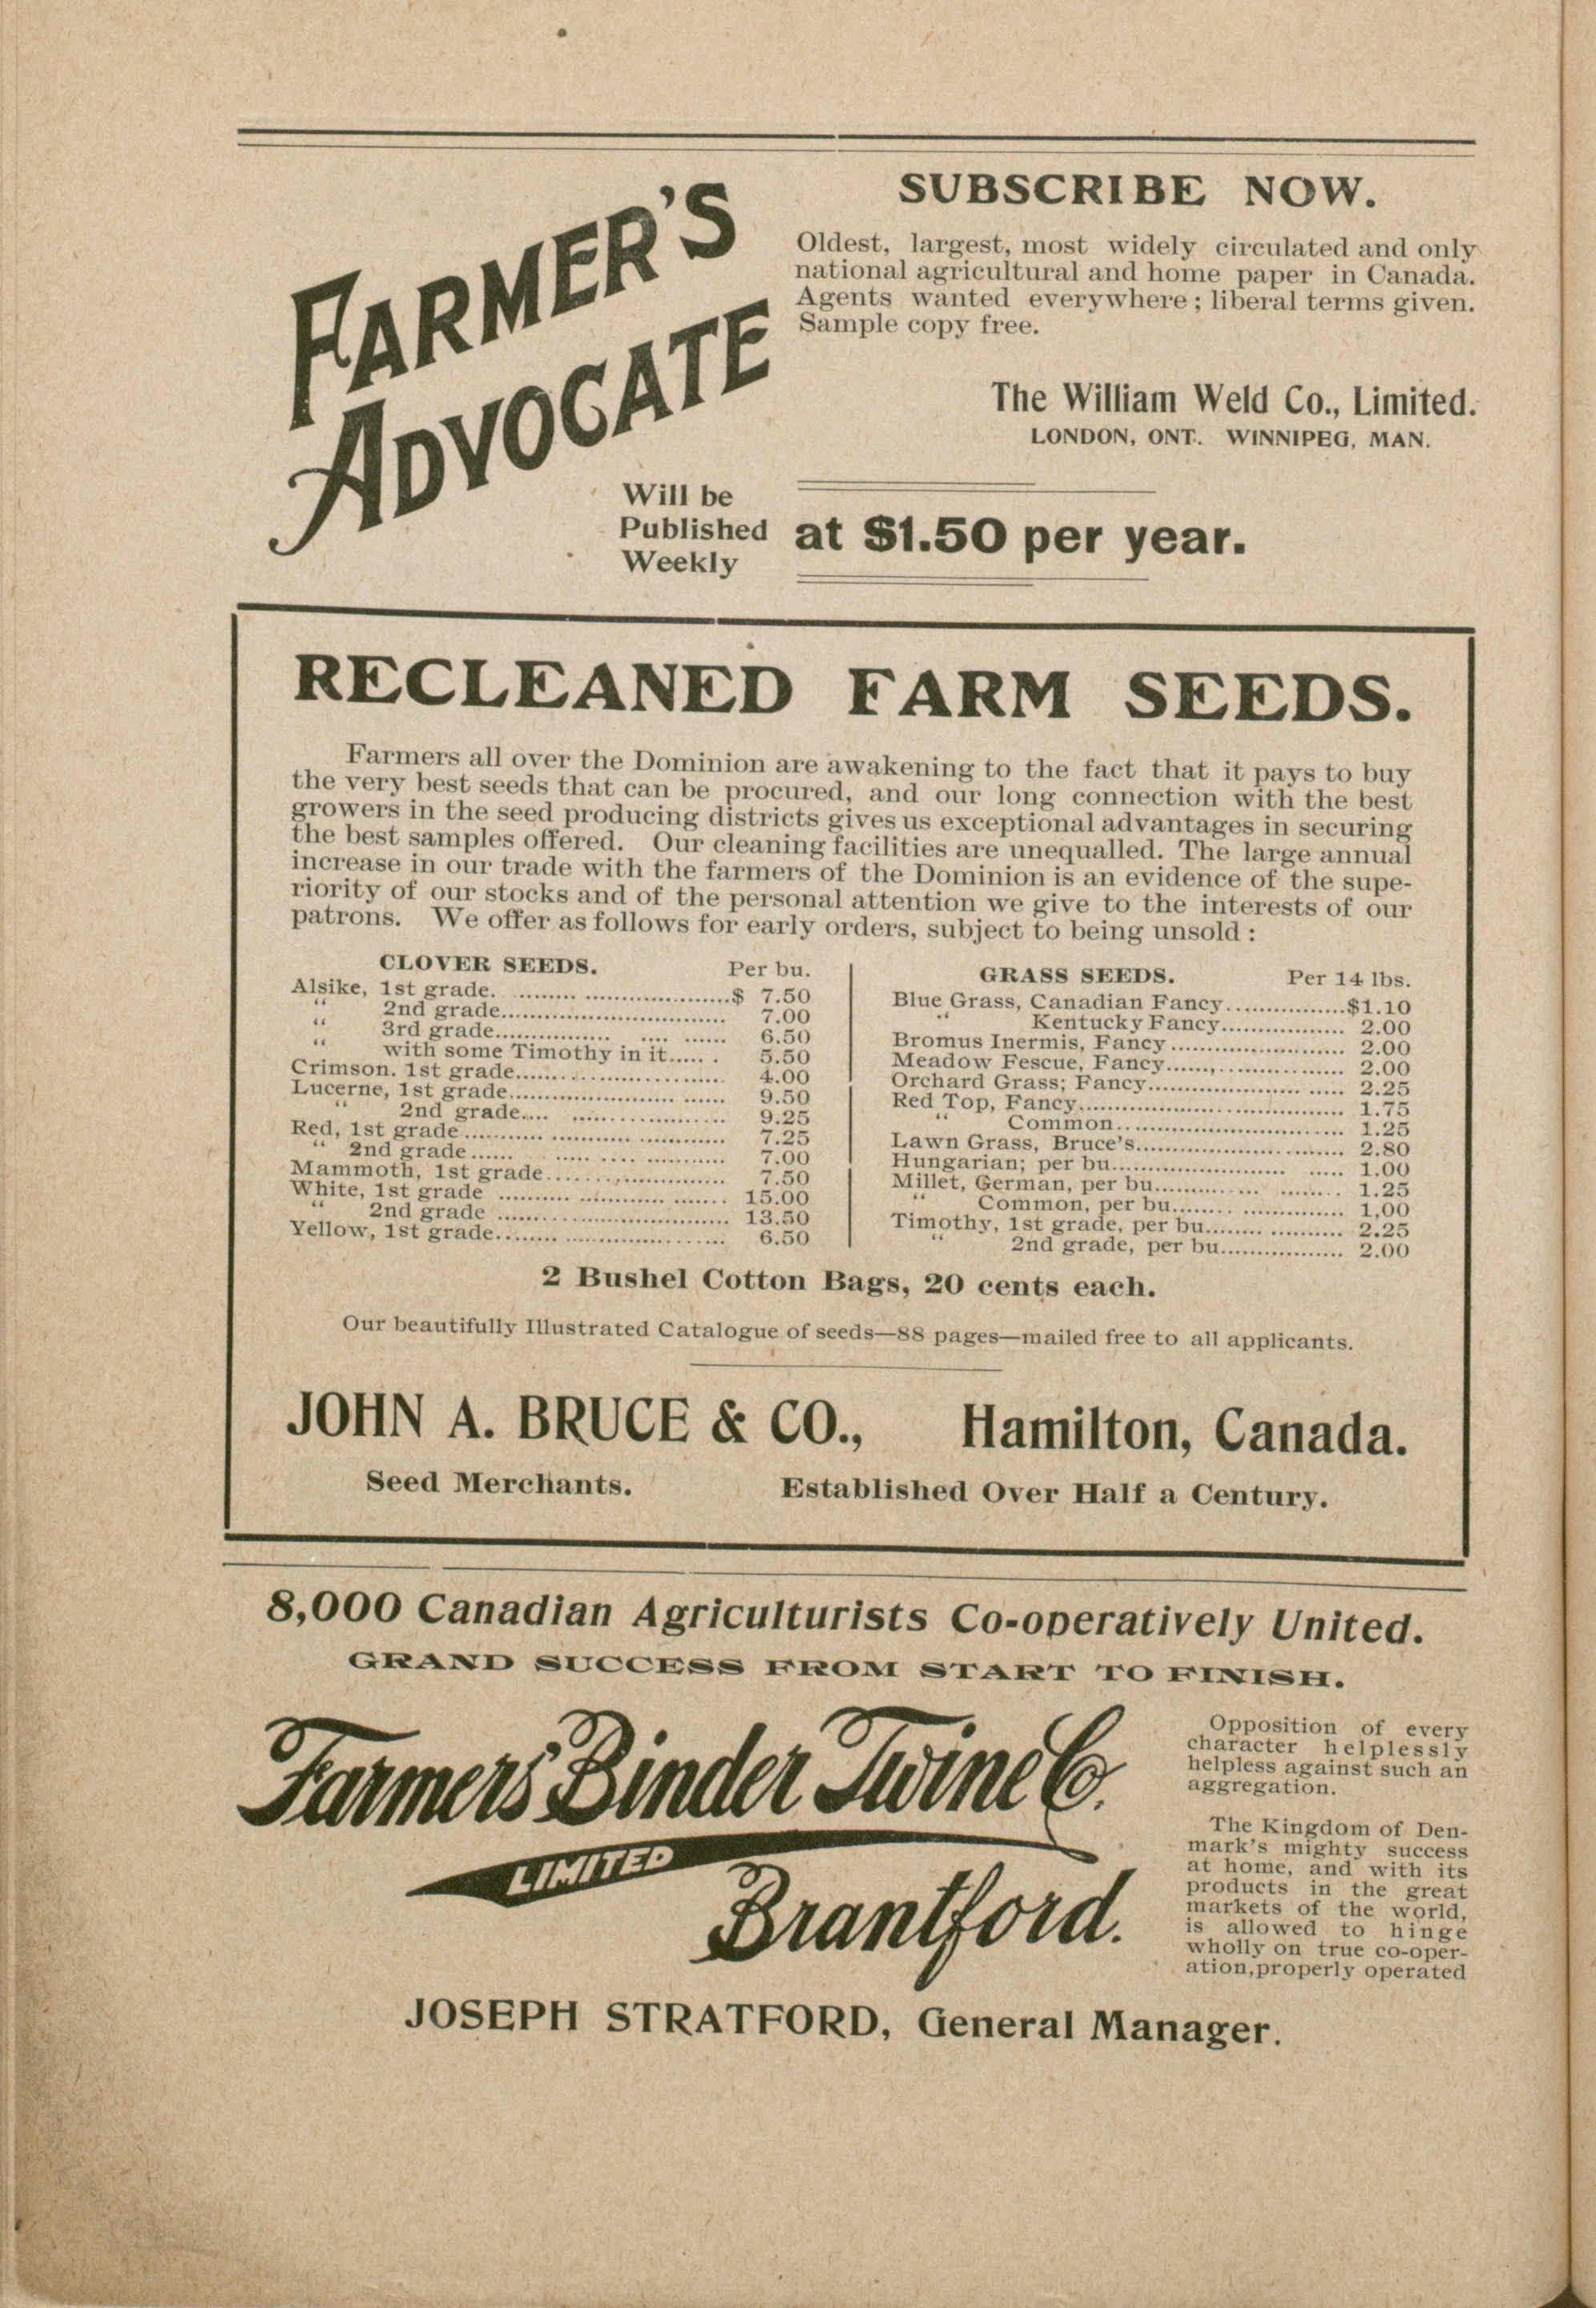 FARMER'S
ADVOCATE
SUBSCRIBE NOW.
Oldest, largest, most widely circulated and only
national agricultural and home paper in Canada.
Agents wanted everywhere; liberal terms given.
Sample copy free.
The William Weld Co., Limited.
LONDON, ONT. WINNIPEG, MAN.
Will be
Published
Weekly
at $1.50 per year.
RECLEANED FARM SEEDS.
Farmers all over the Dominion are awakening to the fact that it pays to buy
the very best seeds that can be procured, and our long connection with the best
growers in the seed producing districts gives us exceptional advantages in securing
the best samples offered. Our cleaning facilities are unequalled. The large annual
increase in our trade with the farmers of the Dominion is an evidence of the supe-
riority of our stocks and of the personal attention we give to the interests of our
patrons. We offer as follows for early orders, subject to being unsold:
CLOVER SEEDS. Per bu.
Alsike, 1st grade. ........ $ 7.50
" 2nd grade........ 7.00
" 3rd grade........ 6.50
" with some Timothy in it...... 5.50
Crimson. 1st grade........ 4.00
Lucerne, 1st grade........ 9.50
" 2nd grade........ 9.25
Red, 1st grade........ 7.25
" 2nd grade........ 7.00
Mammoth, 1st grade........ 7.50
White, 1st grade ........ 15.00
" 2nd grade ........ 13.50
Yellow, 1st grade........ 6.50
GRASS SEEDS. Per 14 lbs.
Blue Grass, Canadian Fancy........$1.10
" Kentucky Fancy........ 2.00
Bromus Inermis, Fancy ........ 2.00
Meadow Fescue, Fancy........ 2.00
Orchard Grass; Fancy........ 2.25
Red Top, Fancy........ 1.75
" Common........ 1.25
Lawn Grass, Bruce's........ 2.80
Hungarian; per bu........ 1.00
Millet, German, per bu........ 1.25
" Common, per bu........ 1.00
Timothy, 1st grade, per bu........ 2.25
" 2nd grade, per bu........ 2.00
2 Bushel Cotton Bags, 20 cents each.
Our beautifully Illustrated Catalogue of seeds—88 pages—mailed free to all applicants.
JOHN A. BRUCE & CO., Hamilton, Canada.
Seed Merchants. Established Over Half a Century.
8,000 Canadian Agriculturists Co-operatively United.
GRAND SUCCESS FROM START TO FINISH.
Farmers' Binder Twine Co.
LIMITED
Brantford.
Opposition of every
character helplessly
helpless against such an
aggregation.
The Kingdom of Den-
mark's mighty success
at home, and with its
products in the great
markets of the world,
is allowed to hinge
wholly on true co-oper-
ation, properly operated
JOSEPH STRATFORD, General Manager.